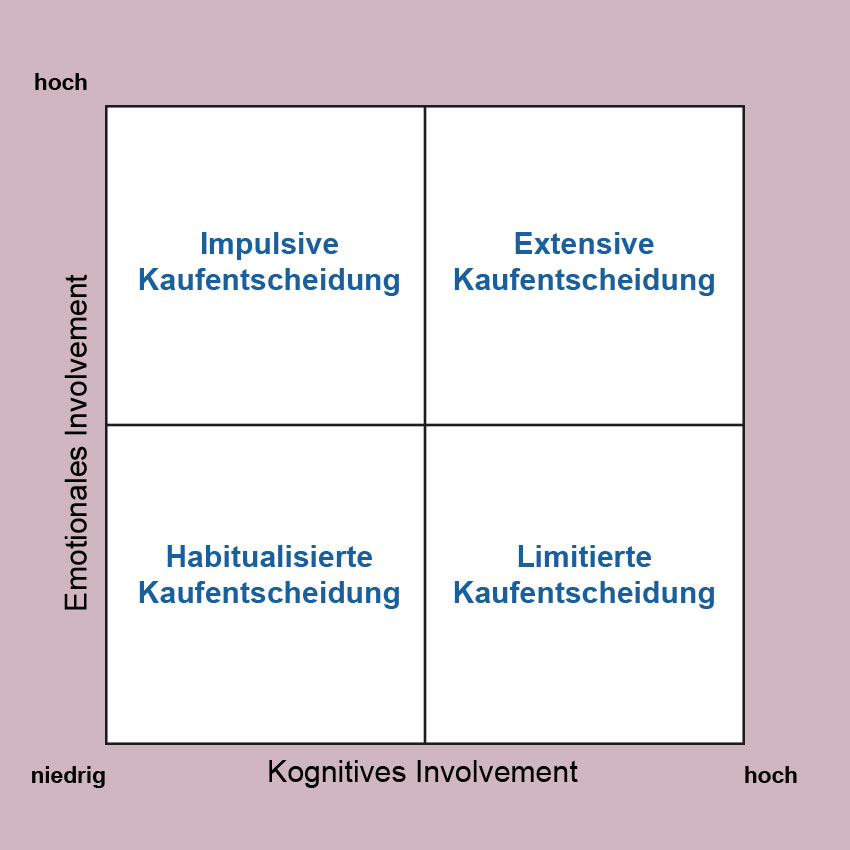 hoch
Impulsive
Kaufentscheidung
Extensive
Kaufentscheidung
Emotionales Involvement
Habitualisierte
Kaufentscheidung
Limitierte
Kaufentscheidung
niedrig
Kognitives Involvement
hoch